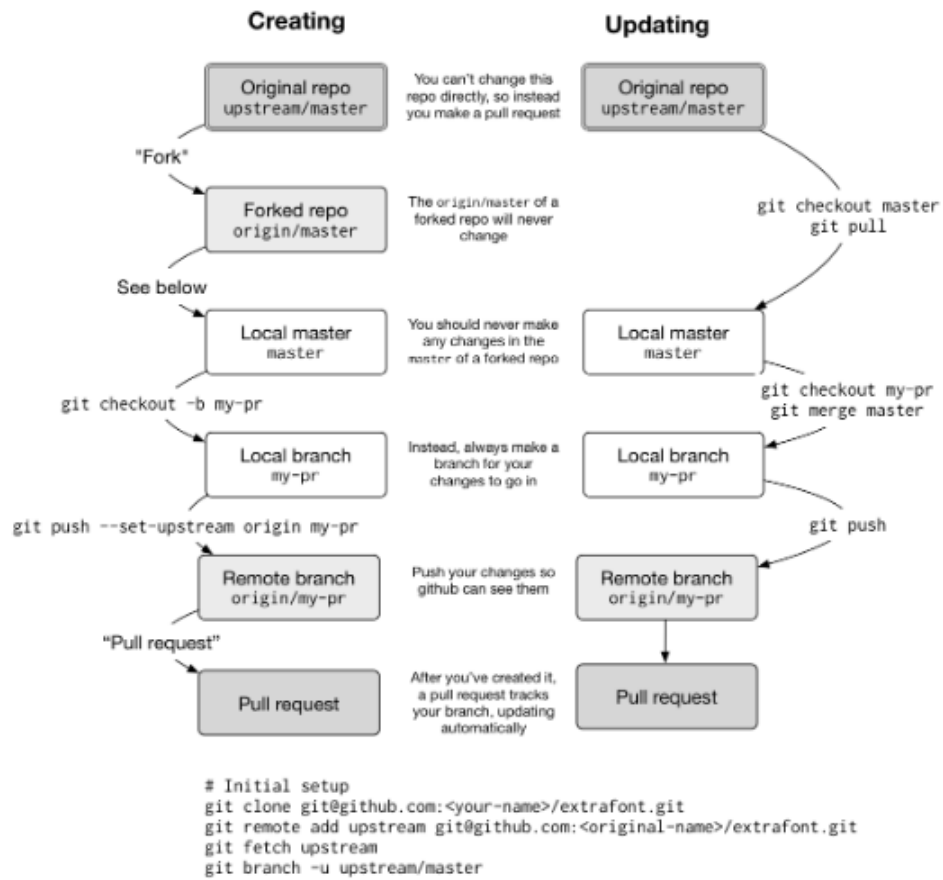 Creating
Updating
Original repo
upstream/master
You can't change this
repo directly, so instead
you make a pull request
Original repo
upstream/master
"Fork"
Forked repo
origin/master
The origin/master of a
forked repo will never
change
git checkout master
git pull
See below
Local master
master
You should never make
any changes in the
master of a forked repo
Local master
master
git checkout -b my-pr
git checkout my-pr
git merge master
Local branch
my-pr
Instead, always make a
branch for your
changes to go in
Local branch
my-pr
git push --set-upstream origin my-pr
git push
Remote branch
origin/my-pr
Push your changes so
github can see them
Remote branch
origin/my-pr
“Pull request”
Pull request
After you've created it,
a pull request tracks
your branch, updating
automatically
Pull request
# Initial setup
git clone git@github.com:<your-name>/extrafont.git
git remote add upstream git@github.com:<original-name>/extrafont.git
git fetch upstream
git branch -u upstream/master